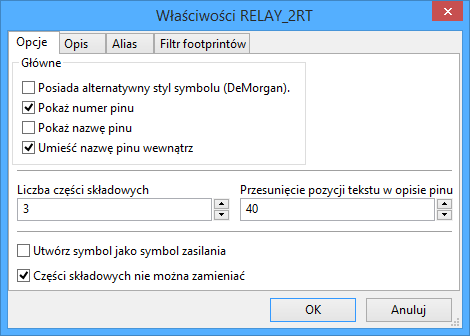 Właściwości RELAY_2RT
Opcje Opis Alias Filtr footprintów
Główne
Posiada alternatywny styl symbolu (DeMorgan).
Pokaż numer pinu
Pokaż nazwę pinu
Umieść nazwę pinu wewnątrz
Liczba części składowych Przesunięcie pozycji tekstu w opisie pinu
3 40
Utwórz symbol jako symbol zasilania
Części składowych nie można zamieniać
OK Anuluj